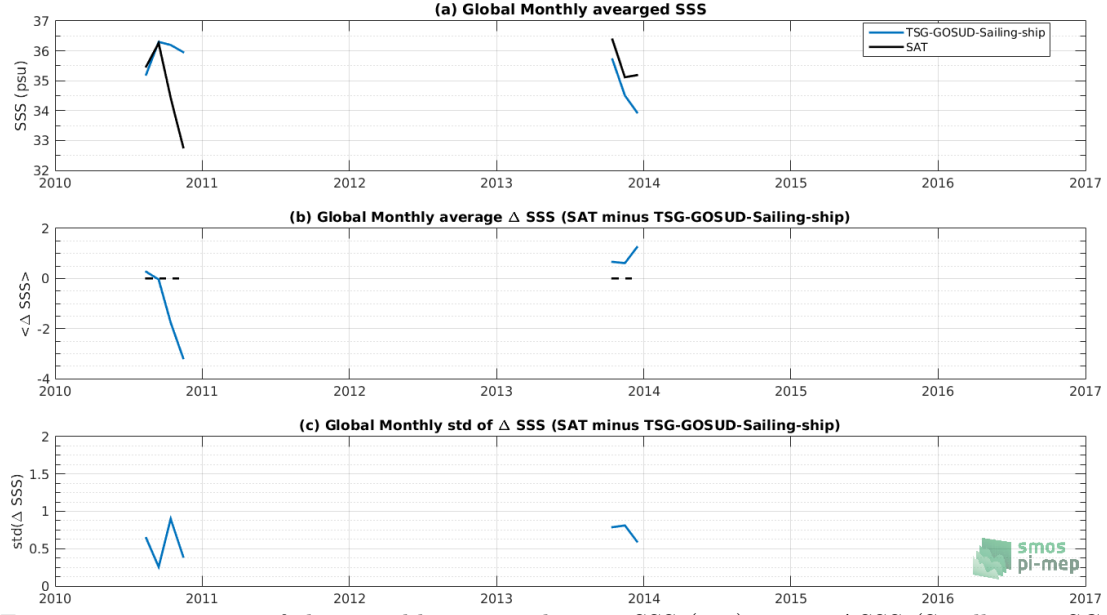 (a) Global Monthly avearged SSS
37
36
35
34
33
32
SSS (psu)
TSG-GOSUD-Sailing-ship
SAT
2010 2011 2012 2013 2014 2015 2016 2017
(b) Global Monthly average Δ SSS (SAT minus TSG-GOSUD-Sailing-ship)
2
0
-2
-4
<Δ SSS>
2010 2011 2012 2013 2014 2015 2016 2017
(c) Global Monthly std of Δ SSS (SAT minus TSG-GOSUD-Sailing-ship)
2
1.5
1
0.5
0
std(Δ SSS)
smos
pi-mep
2010 2011 2012 2013 2014 2015 2016 2017